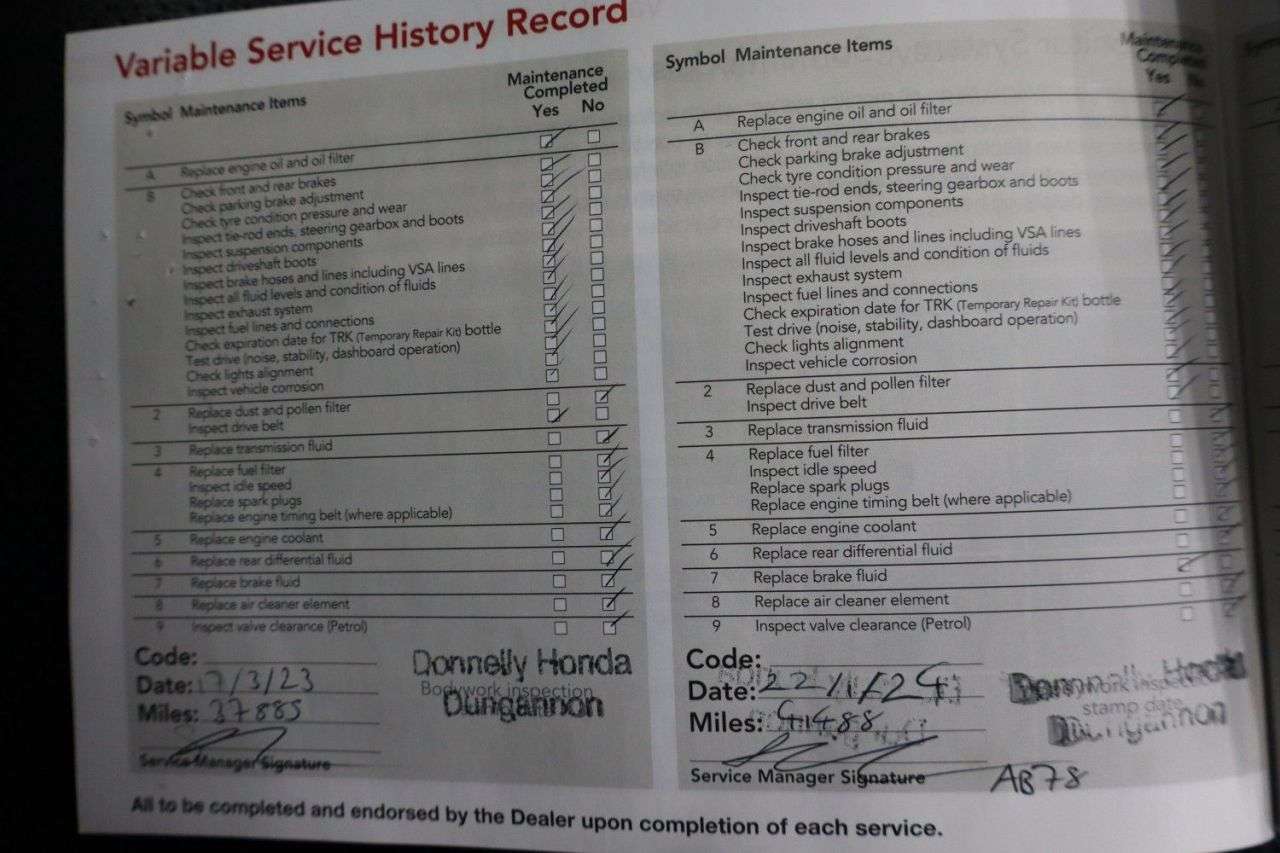 Variable Service History Record
Symbol Maintenance Items
Maintenance
Completed
Yes No
A Replace engine oil and oil filter
B Check front and rear brakes
Check parking brake adjustment
Check tyre condition pressure and wear
Inspect tie-rod ends, steering gearbox and boots
Inspect suspension components
Inspect driveshaft boots
Inspect brake hoses and lines including VSA lines
Inspect all fluid levels and condition of fluids
Inspect exhaust system
Inspect fuel lines and connections
Check expiration date for TRK (Temporary Repair Kit) bottle
Test drive (noise, stability, dashboard operation)
Check lights alignment
Inspect vehicle corrosion
2 Replace dust and pollen filter
Inspect drive belt
3 Replace transmission fluid
4 Replace fuel filter
Inspect idle speed
Replace spark plugs
Replace engine timing belt (where applicable)
5 Replace engine coolant
6 Replace rear differential fluid
7 Replace brake fluid
8 Replace air cleaner element
9 Inspect valve clearance (Petrol)
Code:
Date: 17/3/23
Miles: 37885
Service Manager Signature
Donnelly Honda
Bodywork inspection
Dungannon
Symbol Maintenance Items
Maintenance
Completed
Yes No
A Replace engine oil and oil filter
B Check front and rear brakes
Check parking brake adjustment
Check tyre condition pressure and wear
Inspect tie-rod ends, steering gearbox and boots
Inspect suspension components
Inspect driveshaft boots
Inspect brake hoses and lines including VSA lines
Inspect all fluid levels and condition of fluids
Inspect exhaust system
Inspect fuel lines and connections
Check expiration date for TRK (Temporary Repair Kit) bottle
Test drive (noise, stability, dashboard operation)
Check lights alignment
Inspect vehicle corrosion
2 Replace dust and pollen filter
Inspect drive belt
3 Replace transmission fluid
4 Replace fuel filter
Inspect idle speed
Replace spark plugs
Replace engine timing belt (where applicable)
5 Replace engine coolant
6 Replace rear differential fluid
7 Replace brake fluid
8 Replace air cleaner element
9 Inspect valve clearance (Petrol)
Code:
Date: 22/1/24
Miles: 41488
Service Manager Signature
Donnelly Honda
stamp date
Dungannon
AB78
All to be completed and endorsed by the Dealer upon completion of each service.